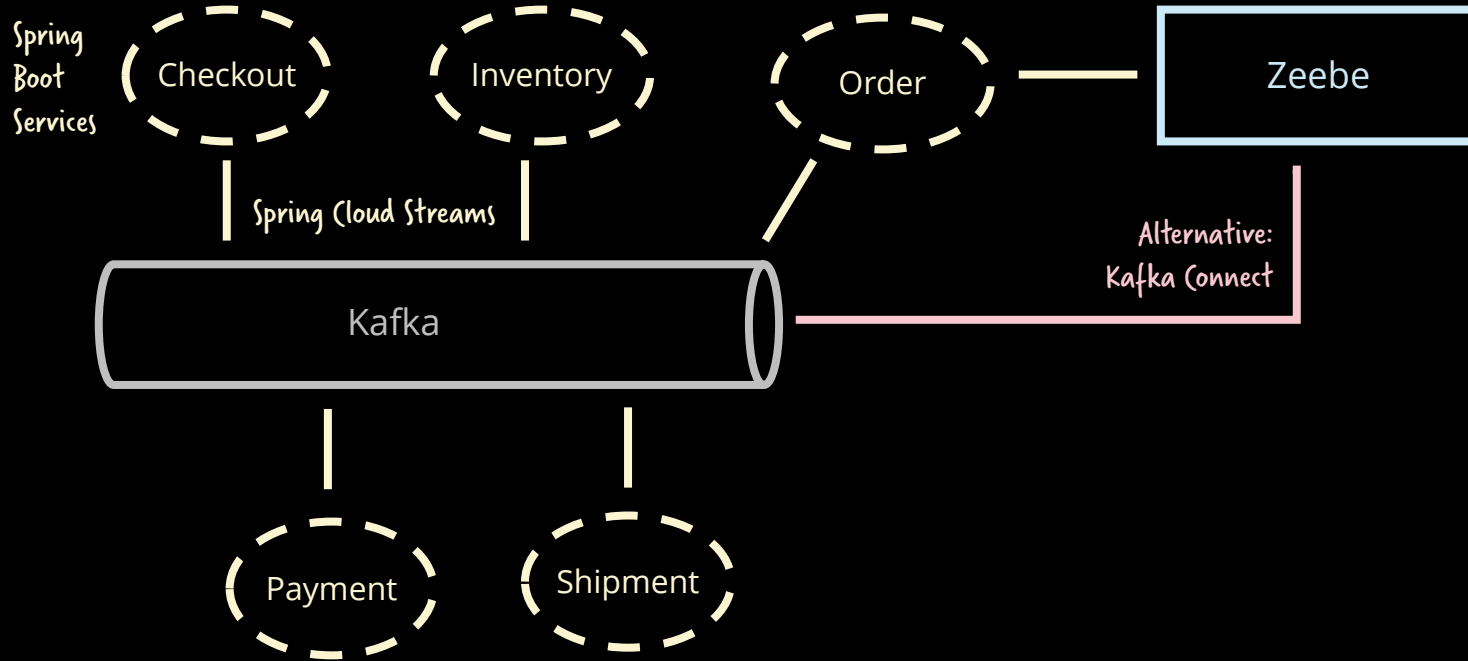 Spring
Boot
Services
Checkout
Inventory
Order
Zeebe
Spring Cloud Streams
Alternative:
Kafka Connect
Kafka
Payment
Shipment